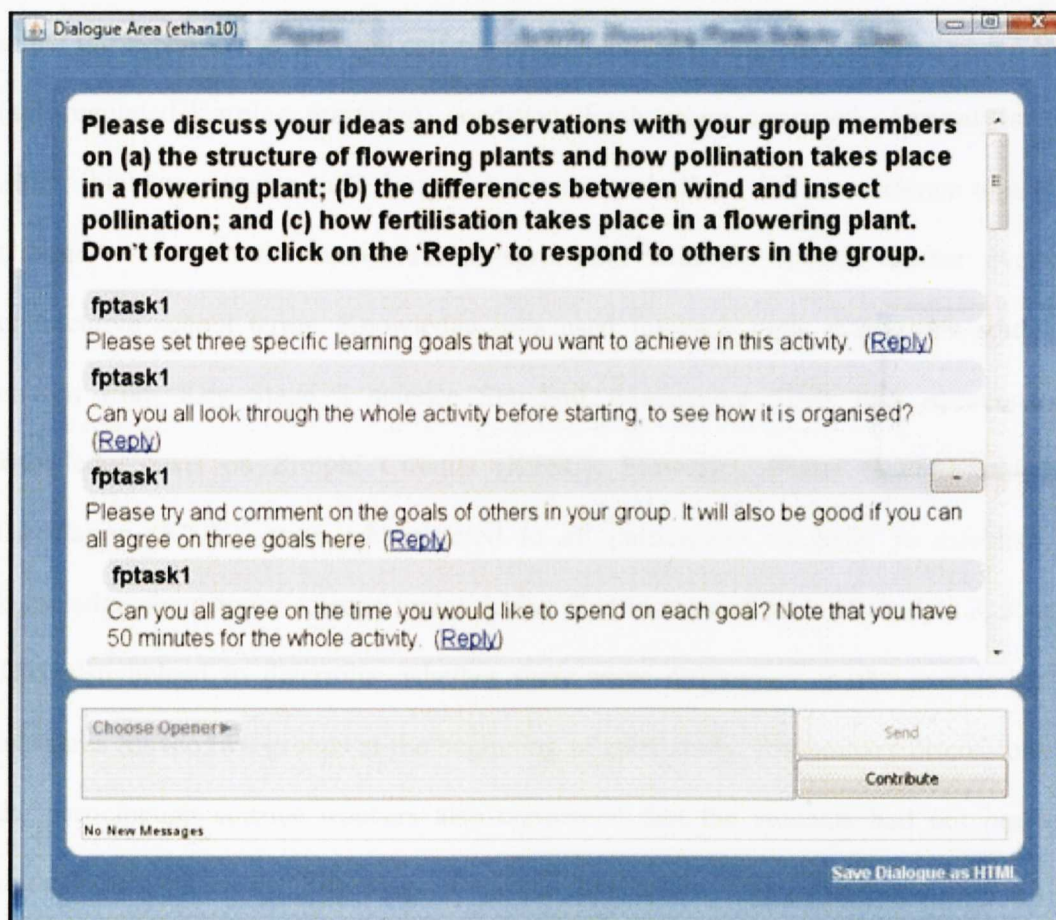 Dialogue Area (ethan10)
Please discuss your ideas and observations with your group members
on (a) the structure of flowering plants and how pollination takes place
in a flowering plant; (b) the differences between wind and insect
pollination; and (c) how fertilisation takes place in a flowering plant.
Don't forget to click on the 'Reply' to respond to others in the group.
fptask1
Please set three specific learning goals that you want to achieve in this activity. (Reply)
fptask1
Can you all look through the whole activity before starting, to see how it is organised?
(Reply)
fptask1
Please try and comment on the goals of others in your group. It will also be good if you can
all agree on three goals here. (Reply)
fptask1
Can you all agree on the time you would like to spend on each goal? Note that you have
50 minutes for the whole activity. (Reply)
Choose Opener
Send
Contribute
No New Messages
Save Dialogue as HTML